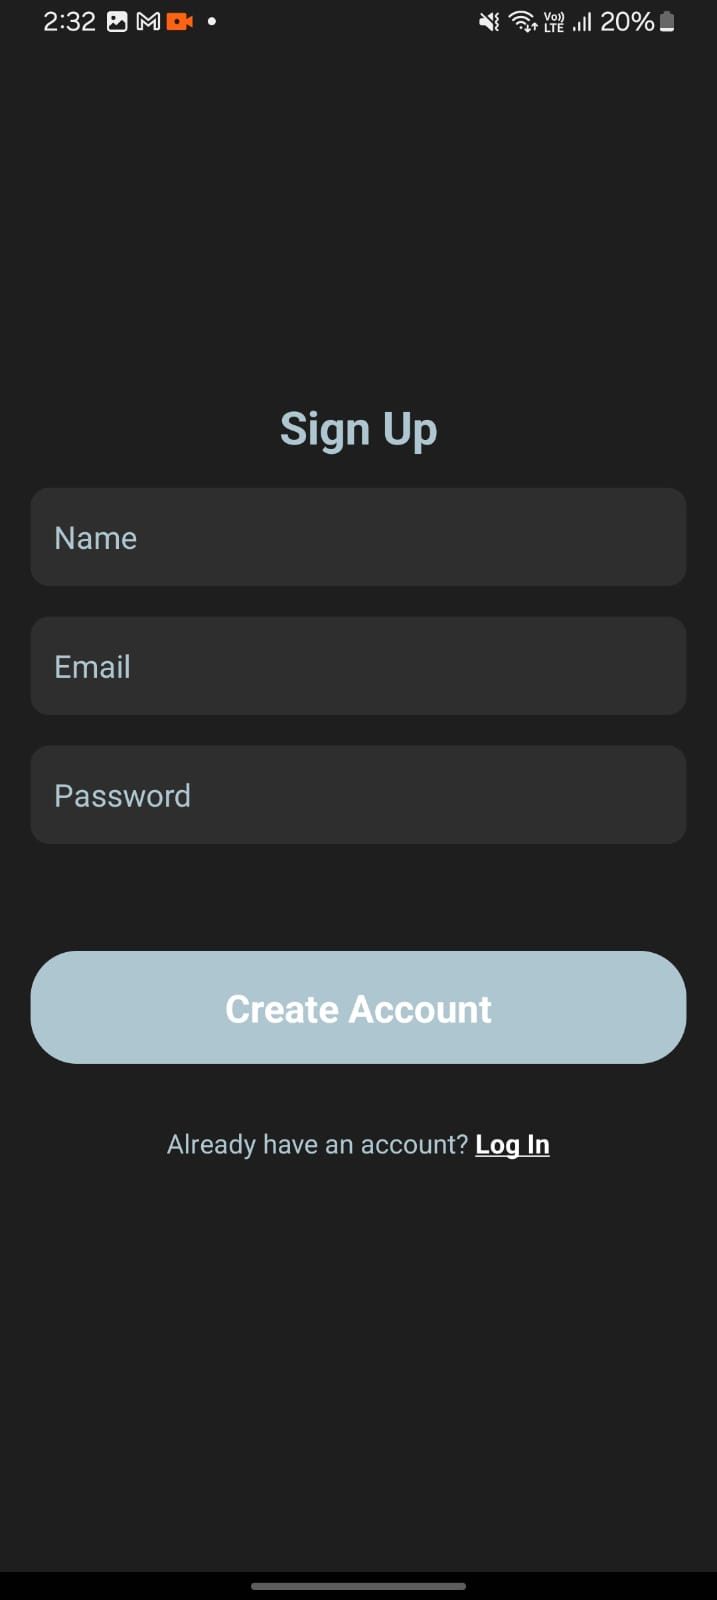 2:32 Vo)) LTE 20%
Sign Up
Name
Email
Password
Create Account
Already have an account? Log In